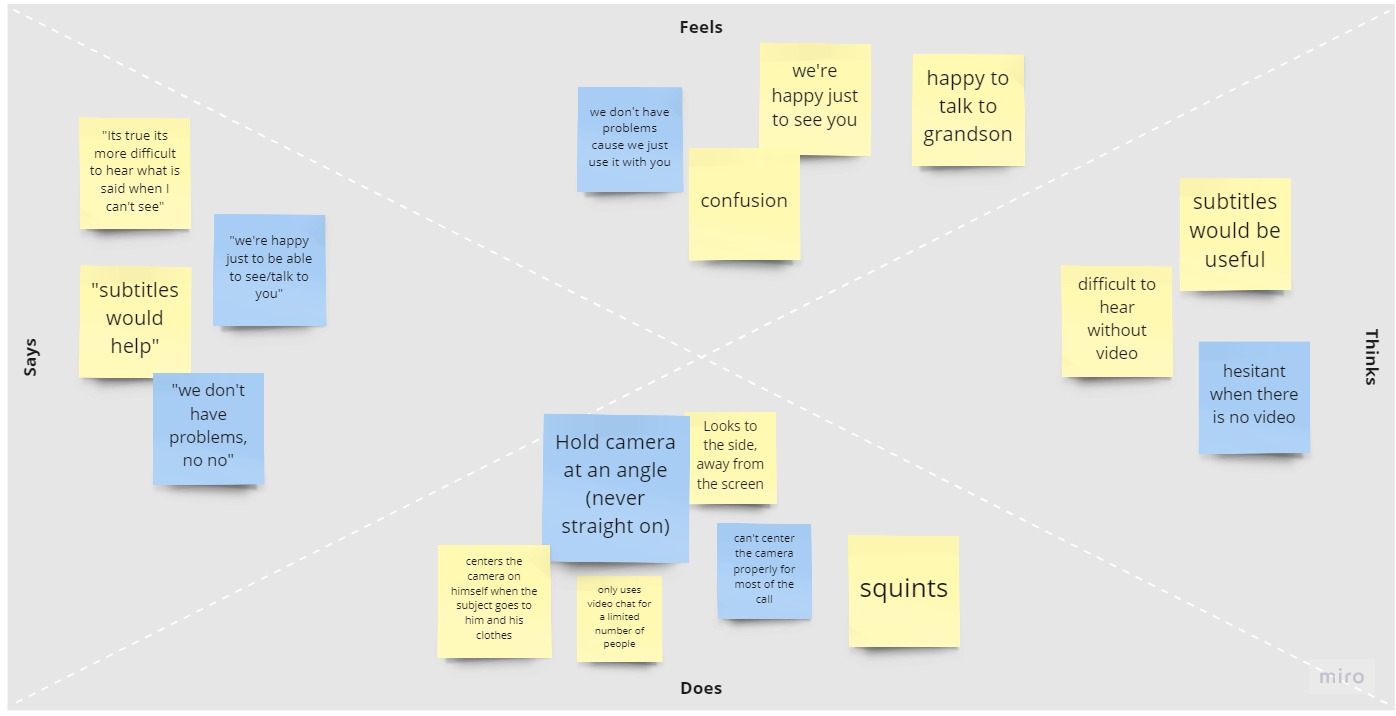 Feels
we don't have
problems
cause we just
use it with you
we're
happy just
to see you
happy to
talk to
grandson
confusion
Says
"Its true its
more difficult
to hear what is
said when I
can't see"
"we're happy
just to be able
to see/talk to
you"
"subtitles
would
help"
"we don't
have
problems,
no no"
subtitles
would be
useful
difficult to
hear
without
video
hesitant
when there
is no video
Thinks
Hold camera
at an angle
(never
straight on)
Looks to
the side,
away from
the screen
centers the
camera on
himself when the
subject goes to
him and his
clothes
only uses
video chat for
a limited
number of
people
can't center
the camera
properly for
most of the
call
squints
Does
miro